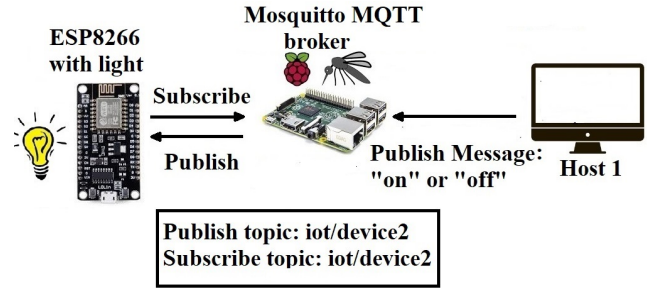 Mosquitto MQTT
broker
ESP8266
with light
Subscribe
Publish
Publish Message:
"on" or "off"
Host 1
Publish topic: iot/device2
Subscribe topic: iot/device2